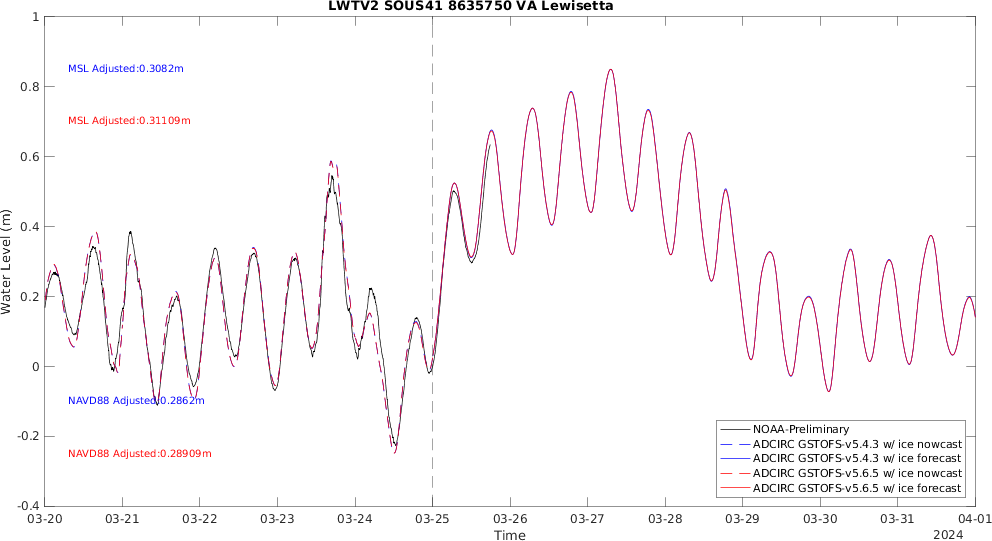 LWTV2 SOUS41 8635750 VA Lewisetta
1
0.8
0.6
0.4
0.2
0
-0.2
-0.4
Water Level (m)
MSL Adjusted:0.3082m
MSL Adjusted:0.31109m
NAVD88 Adjusted:0.2862m
NAVD88 Adjusted:0.28909m
NOAA-Preliminary
ADCIRC GSTOFS-v5.4.3 w/ ice nowcast
ADCIRC GSTOFS-v5.4.3 w/ ice forecast
ADCIRC GSTOFS-v5.6.5 w/ ice nowcast
ADCIRC GSTOFS-v5.6.5 w/ ice forecast
03-20 03-21 03-22 03-23 03-24 03-25 03-26 03-27 03-28 03-29 03-30 03-31 04-01
Time
2024